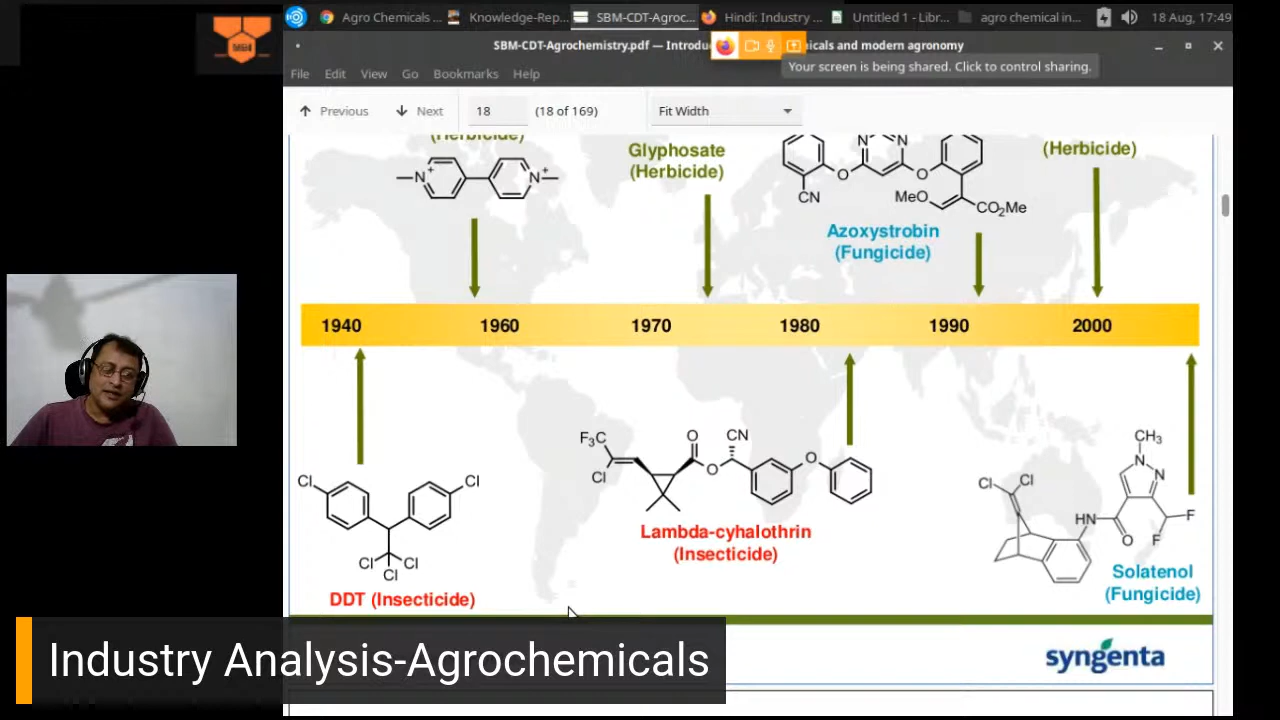 Agro Chemicals ...
Knowledge-Rep...
SBM-CDT-Agroc...
Hindi: Industry ...
Untitled 1 - Libr...
agro chemical in...
18 Aug, 17:49
SBM-CDT-Agrochemistry.pdf — Introdu
icals and modern agronomy
Your screen is being shared. Click to control sharing.
File Edit View Go Bookmarks Help
Previous Next 18 (18 of 169) Fit Width
(Herbicide)
Glyphosate
(Herbicide)
(Herbicide)
N+
N+
O
CN
N
N
O
MeO
CO2Me
Azoxystrobin
(Fungicide)
1940 1960 1970 1980 1990 2000
Cl
Cl
Cl
Cl
Cl
DDT (Insecticide)
F3C
Cl
O
O
CN
O
Lambda-cyhalothrin
(Insecticide)
Cl
Cl
HN
O
CH3
N
N
F
F
Solatenol
(Fungicide)
Industry Analysis-Agrochemicals
syngenta